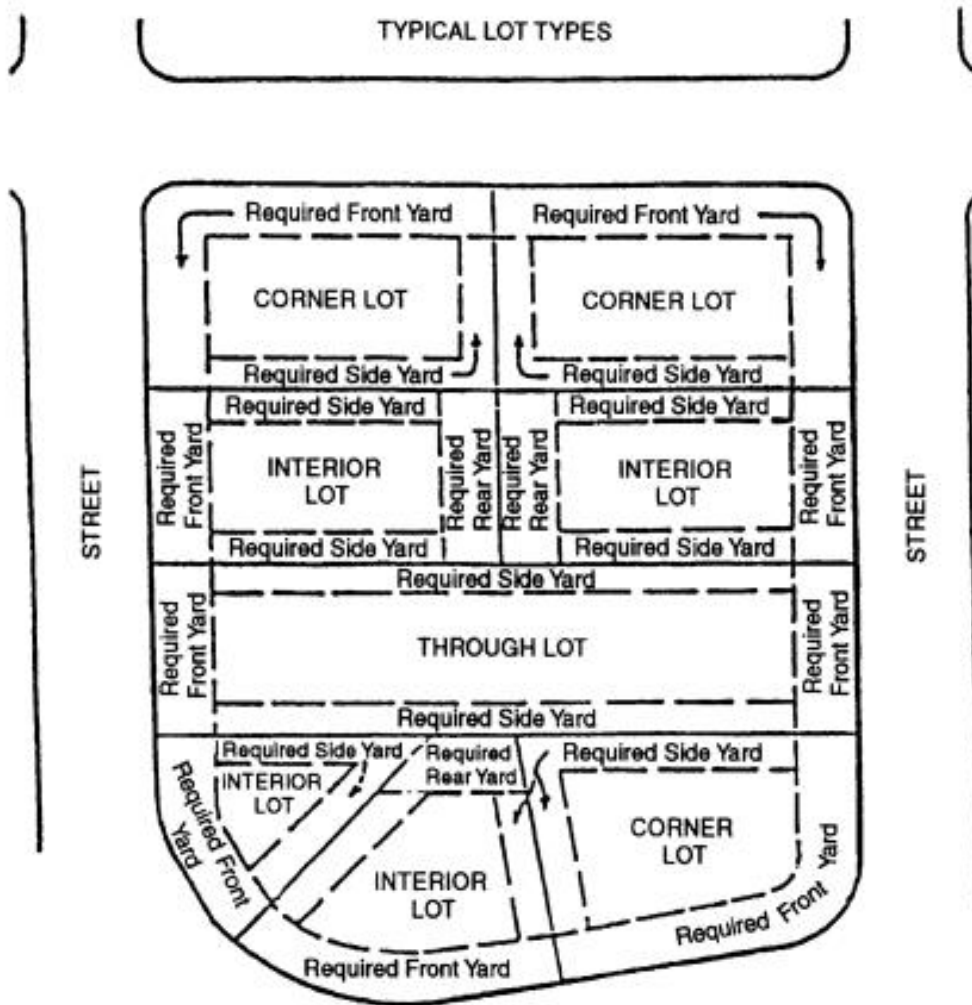 TYPICAL LOT TYPES
Required Front Yard
Required Front Yard
CORNER LOT
CORNER LOT
Required Side Yard
Required Side Yard
Required Side Yard
Required Side Yard
Required
Front Yard
INTERIOR
LOT
Required
Rear Yard
Required
Rear Yard
INTERIOR
LOT
Required
Front Yard
STREET
STREET
Required Side Yard
Required Side Yard
Required Side Yard
Required
Front Yard
THROUGH LOT
Required
Front Yard
Required Side Yard
Required Side Yard
Required
Rear Yard
Required Side Yard
INTERIOR
LOT
Required Front
Yard
CORNER
LOT
INTERIOR
LOT
Required Front Yard
Required Front Yard